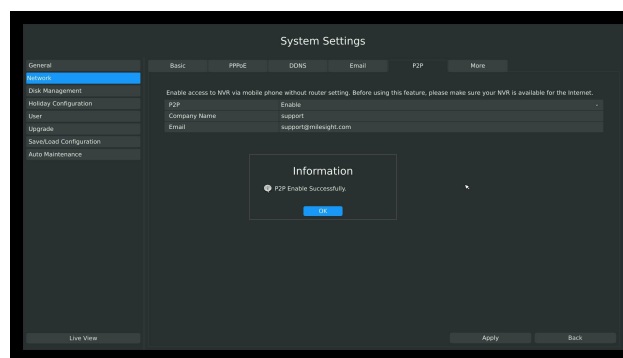 System Settings
General
Basic PPPoE DDNS Email P2P More
Network
Disk Management
Enable access to NVR via mobile phone without router setting. Before using this feature, please make sure your NVR is available for the Internet.
Holiday Configuration
P2P Enable
User
Company Name support
Upgrade
Email support@milesight.com
Save/Load Configuration
Auto Maintenance
Information
P2P Enable Successfully.
OK
Live View Apply Back